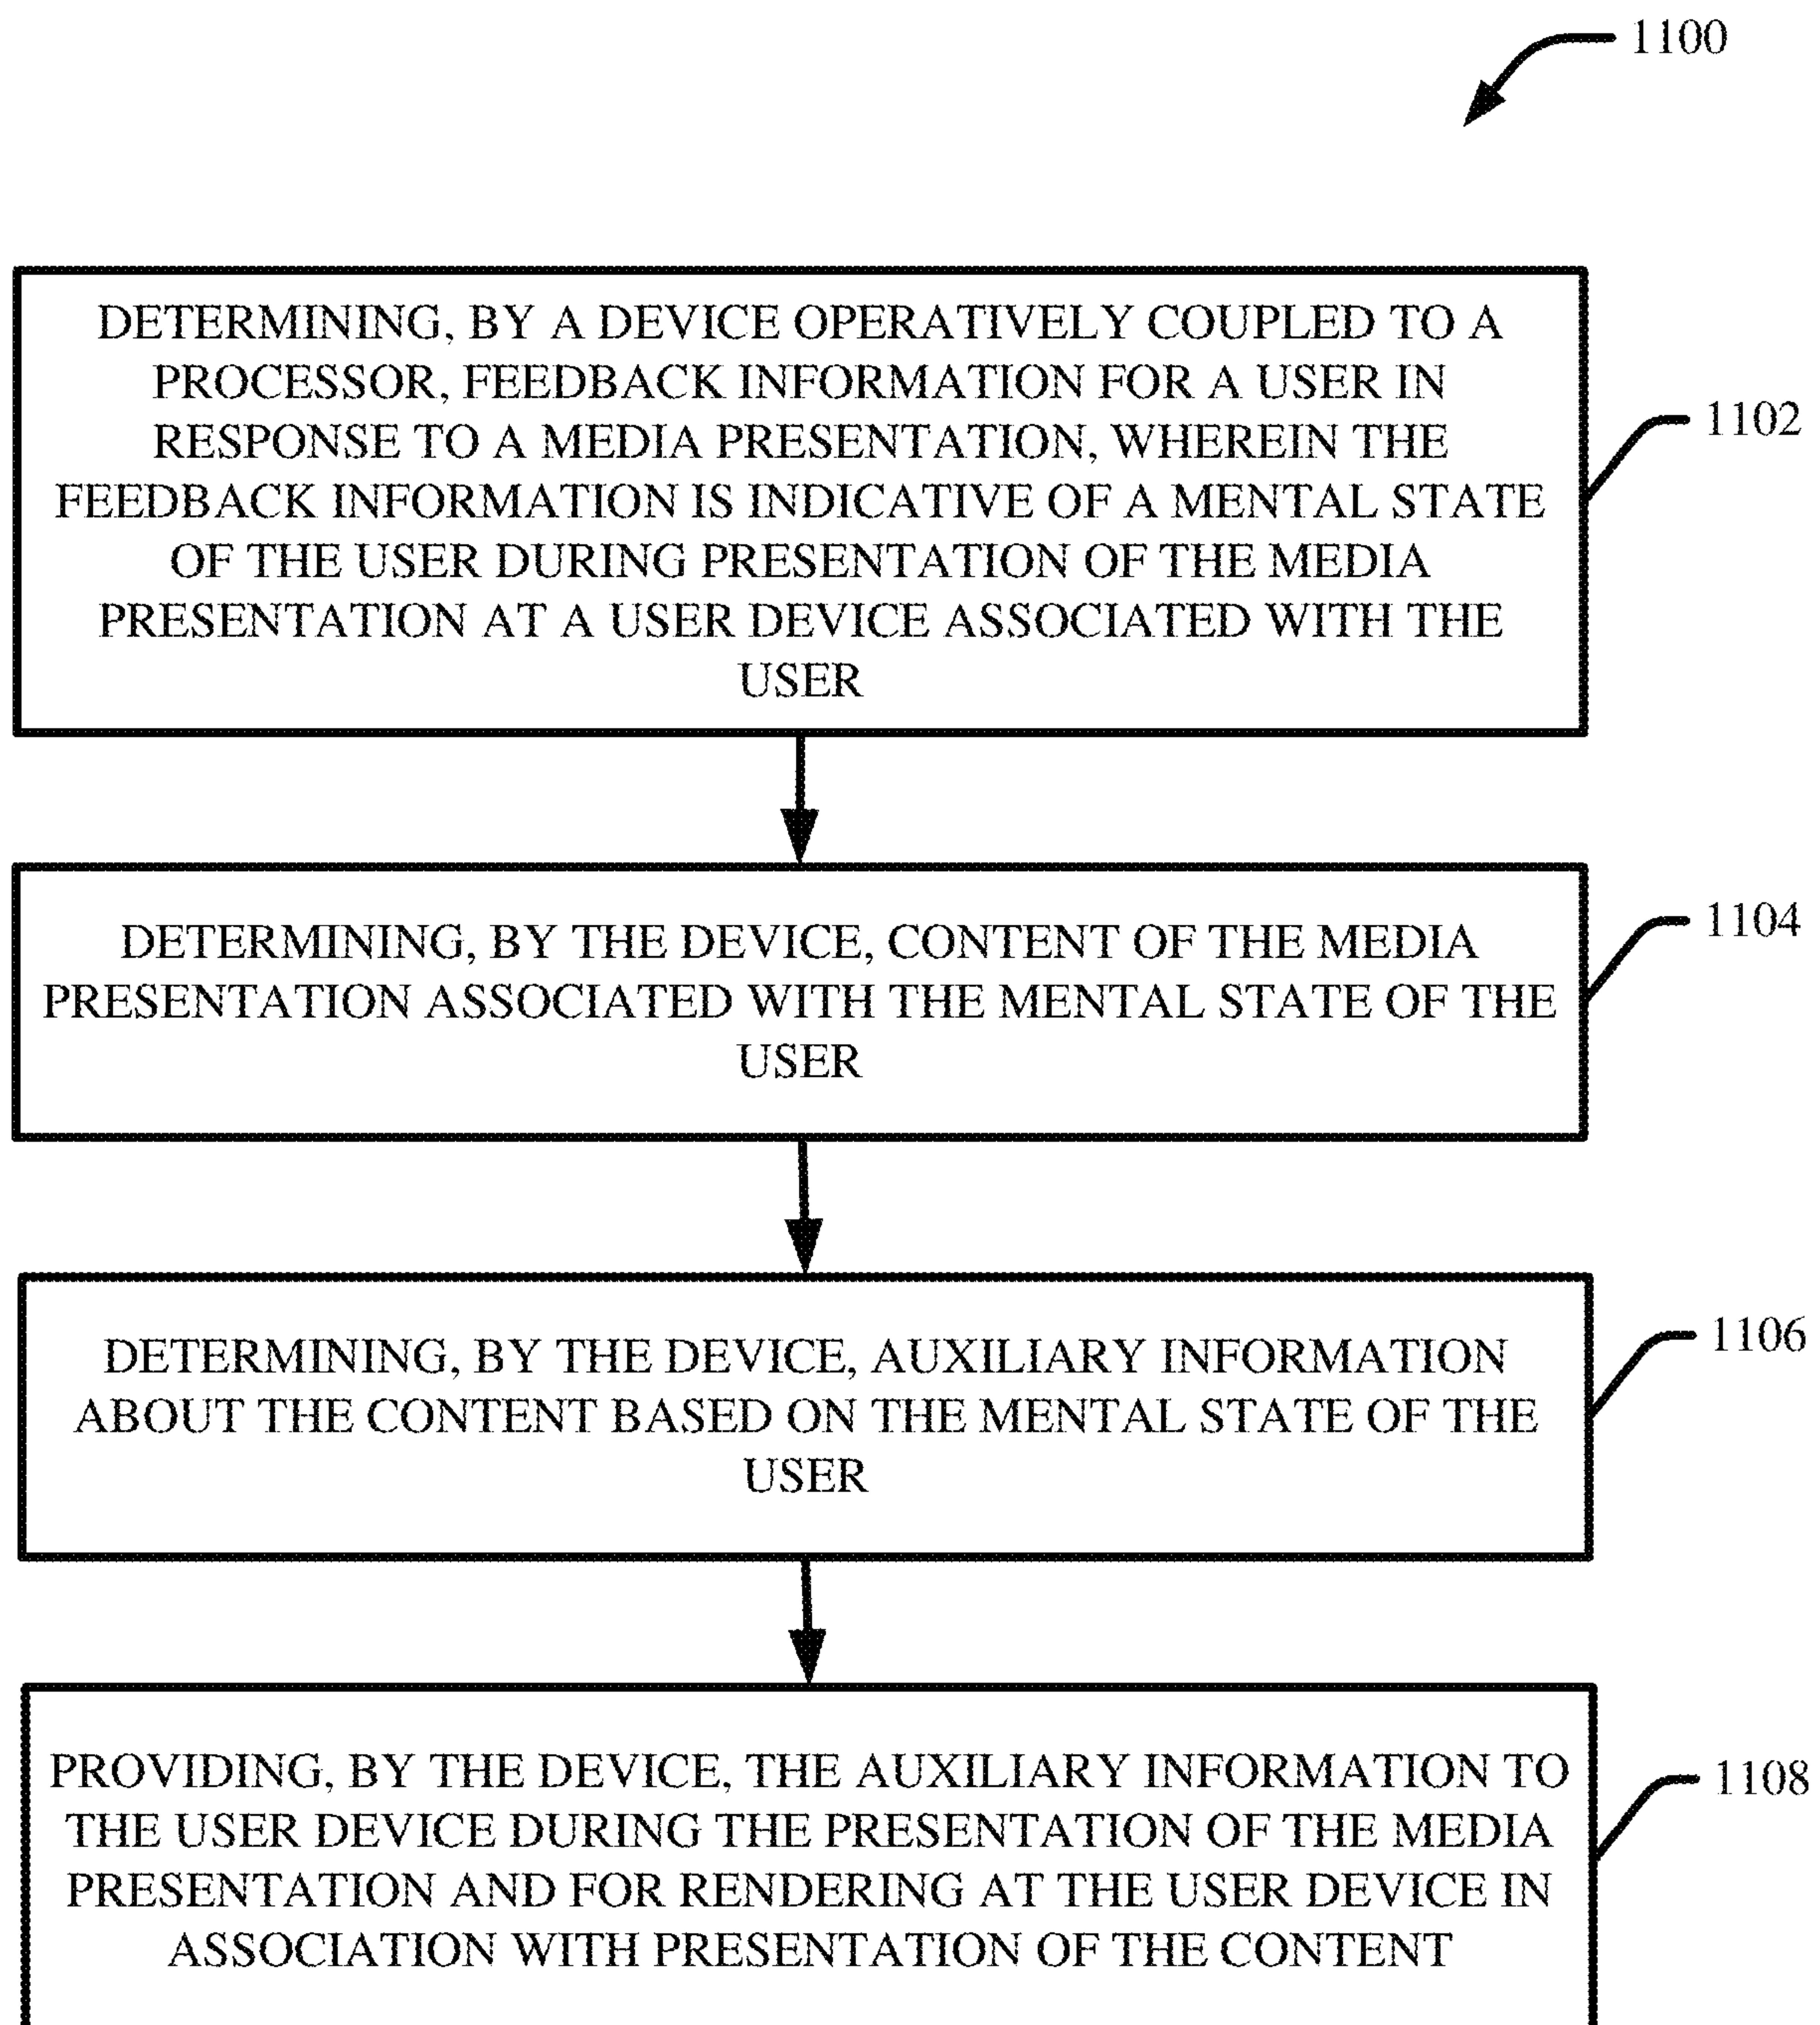 1100
DETERMINING, BY A DEVICE OPERATIVELY COUPLED TO A
PROCESSOR, FEEDBACK INFORMATION FOR A USER IN
RESPONSE TO A MEDIA PRESENTATION, WHEREIN THE
FEEDBACK INFORMATION IS INDICATIVE OF A MENTAL STATE
OF THE USER DURING PRESENTATION OF THE MEDIA
PRESENTATION AT A USER DEVICE ASSOCIATED WITH THE
USER
1102
DETERMINING, BY THE DEVICE, CONTENT OF THE MEDIA
PRESENTATION ASSOCIATED WITH THE MENTAL STATE OF THE
USER
1104
DETERMINING, BY THE DEVICE, AUXILIARY INFORMATION
ABOUT THE CONTENT BASED ON THE MENTAL STATE OF THE
USER
1106
PROVIDING, BY THE DEVICE, THE AUXILIARY INFORMATION TO
THE USER DEVICE DURING THE PRESENTATION OF THE MEDIA
PRESENTATION AND FOR RENDERING AT THE USER DEVICE IN
ASSOCIATION WITH PRESENTATION OF THE CONTENT
1108